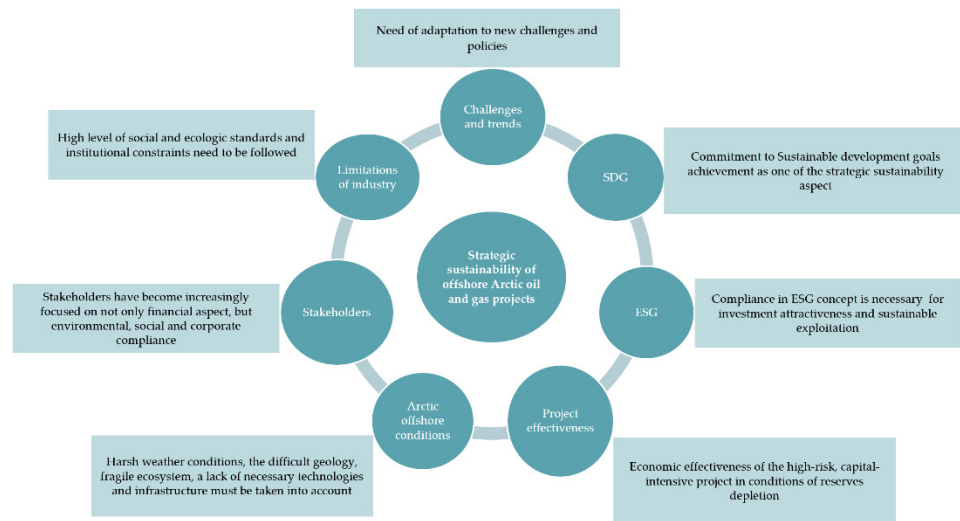 Need of adaptation to new challenges and
policies
Challenges
and trends
High level of social and ecologic standards and
institutional constraints need to be followed
Limitations
of industry
SDG
Commitment to Sustainable development goals
achievement as one of the strategic sustainability
aspect
Strategic
sustainability of
offshore Arctic oil
and gas projects
Stakeholders have become increasingly
focused on not only financial aspect, but
environmental, social and corporate
compliance
Stakeholders
ESG
Compliance in ESG concept is necessary for
investment attractiveness and sustainable
exploitation
Arctic
offshore
conditions
Project
effectiveness
Harsh weather conditions, the difficult geology,
fragile ecosystem, a lack of necessary technologies
and infrastructure must be taken into account
Economic effectiveness of the high-risk, capital-
intensive project in conditions of reserves
depletion